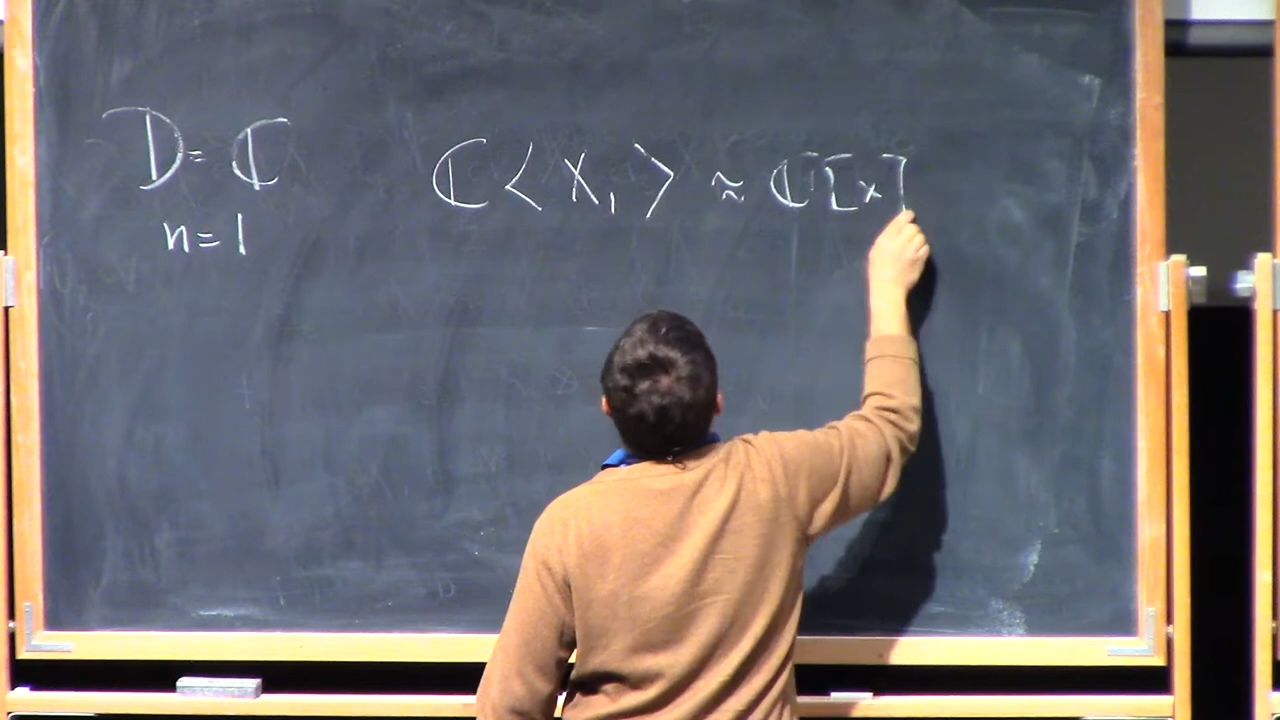 D = ℂ ℂ⟨X₁⟩ ≈ ℂ[x]
n = 1